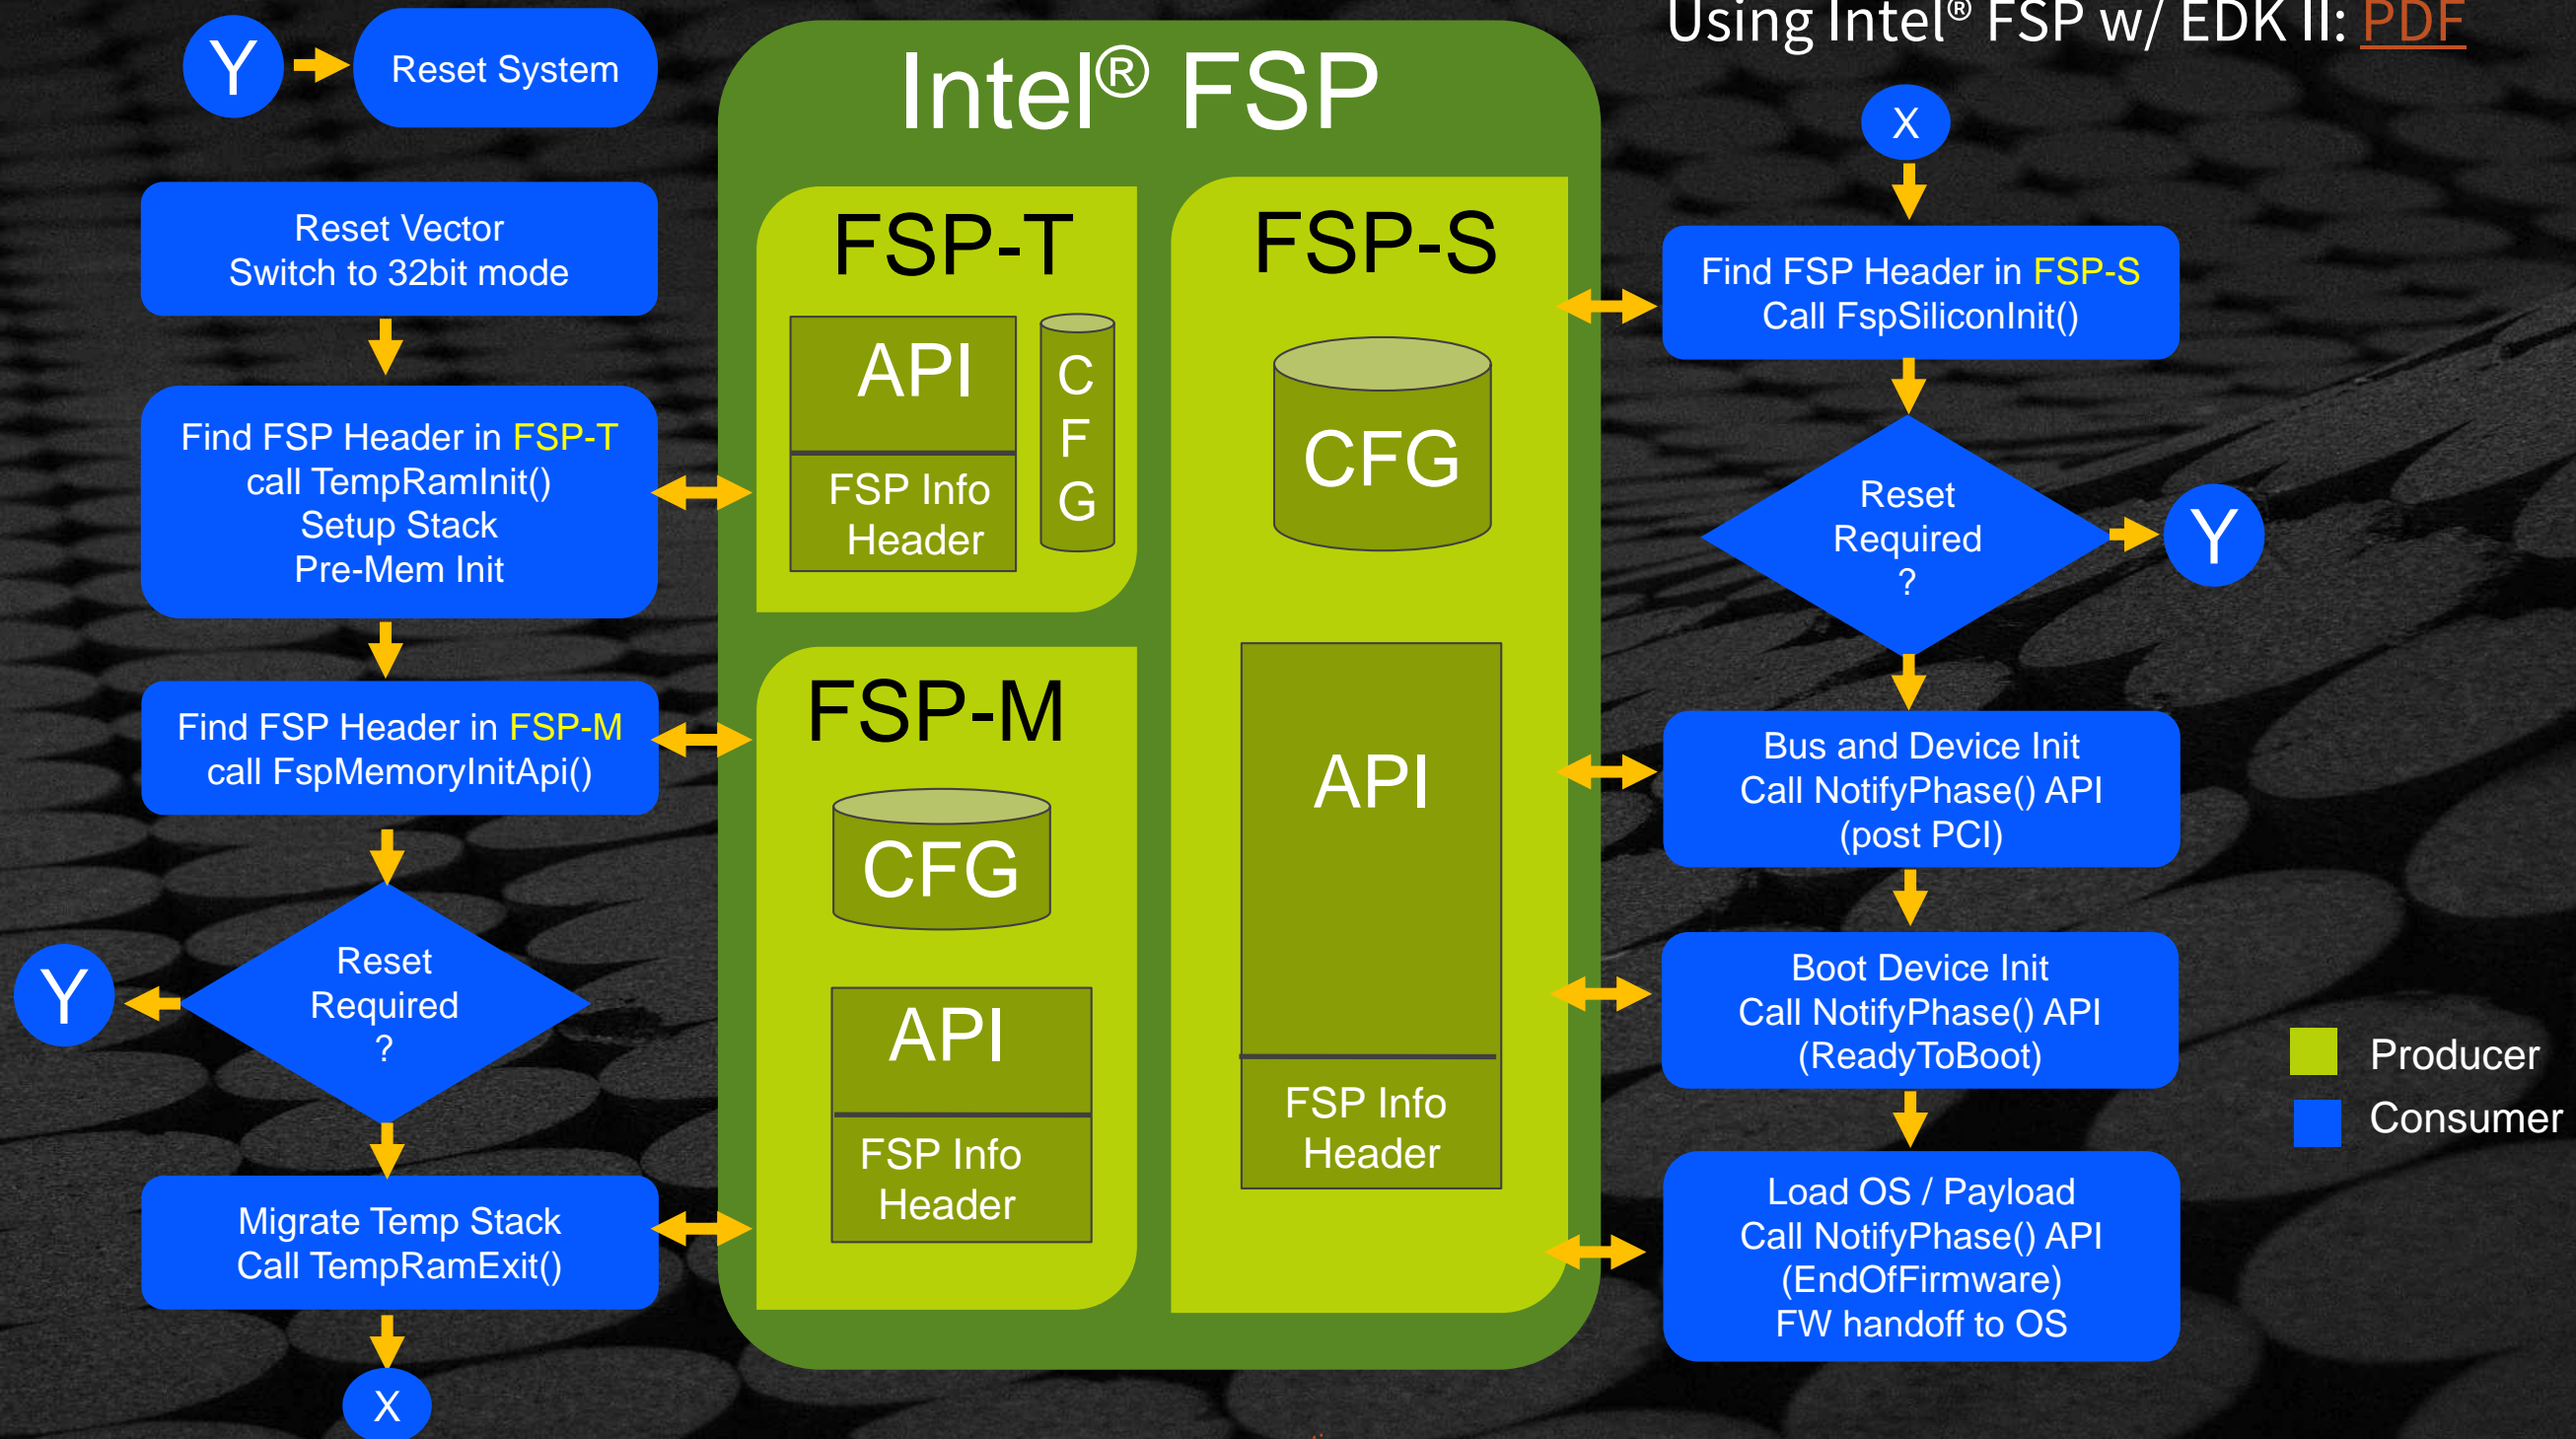 Using Intel® FSP w/ EDK II: PDF
Y
Reset System
Reset Vector
Switch to 32bit mode
Find FSP Header in FSP-T
call TempRamInit()
Setup Stack
Pre-Mem Init
Find FSP Header in FSP-M
call FspMemoryInitApi()
Reset
Required
?
Y
Migrate Temp Stack
Call TempRamExit()
X
Intel® FSP
FSP-T
API
FSP Info
Header
C
F
G
FSP-M
CFG
API
FSP Info
Header
FSP-S
CFG
API
FSP Info
Header
X
Find FSP Header in FSP-S
Call FspSiliconInit()
Reset
Required
?
Y
Bus and Device Init
Call NotifyPhase() API
(post PCI)
Boot Device Init
Call NotifyPhase() API
(ReadyToBoot)
Load OS / Payload
Call NotifyPhase() API
(EndOfFirmware)
FW handoff to OS
Producer
Consumer